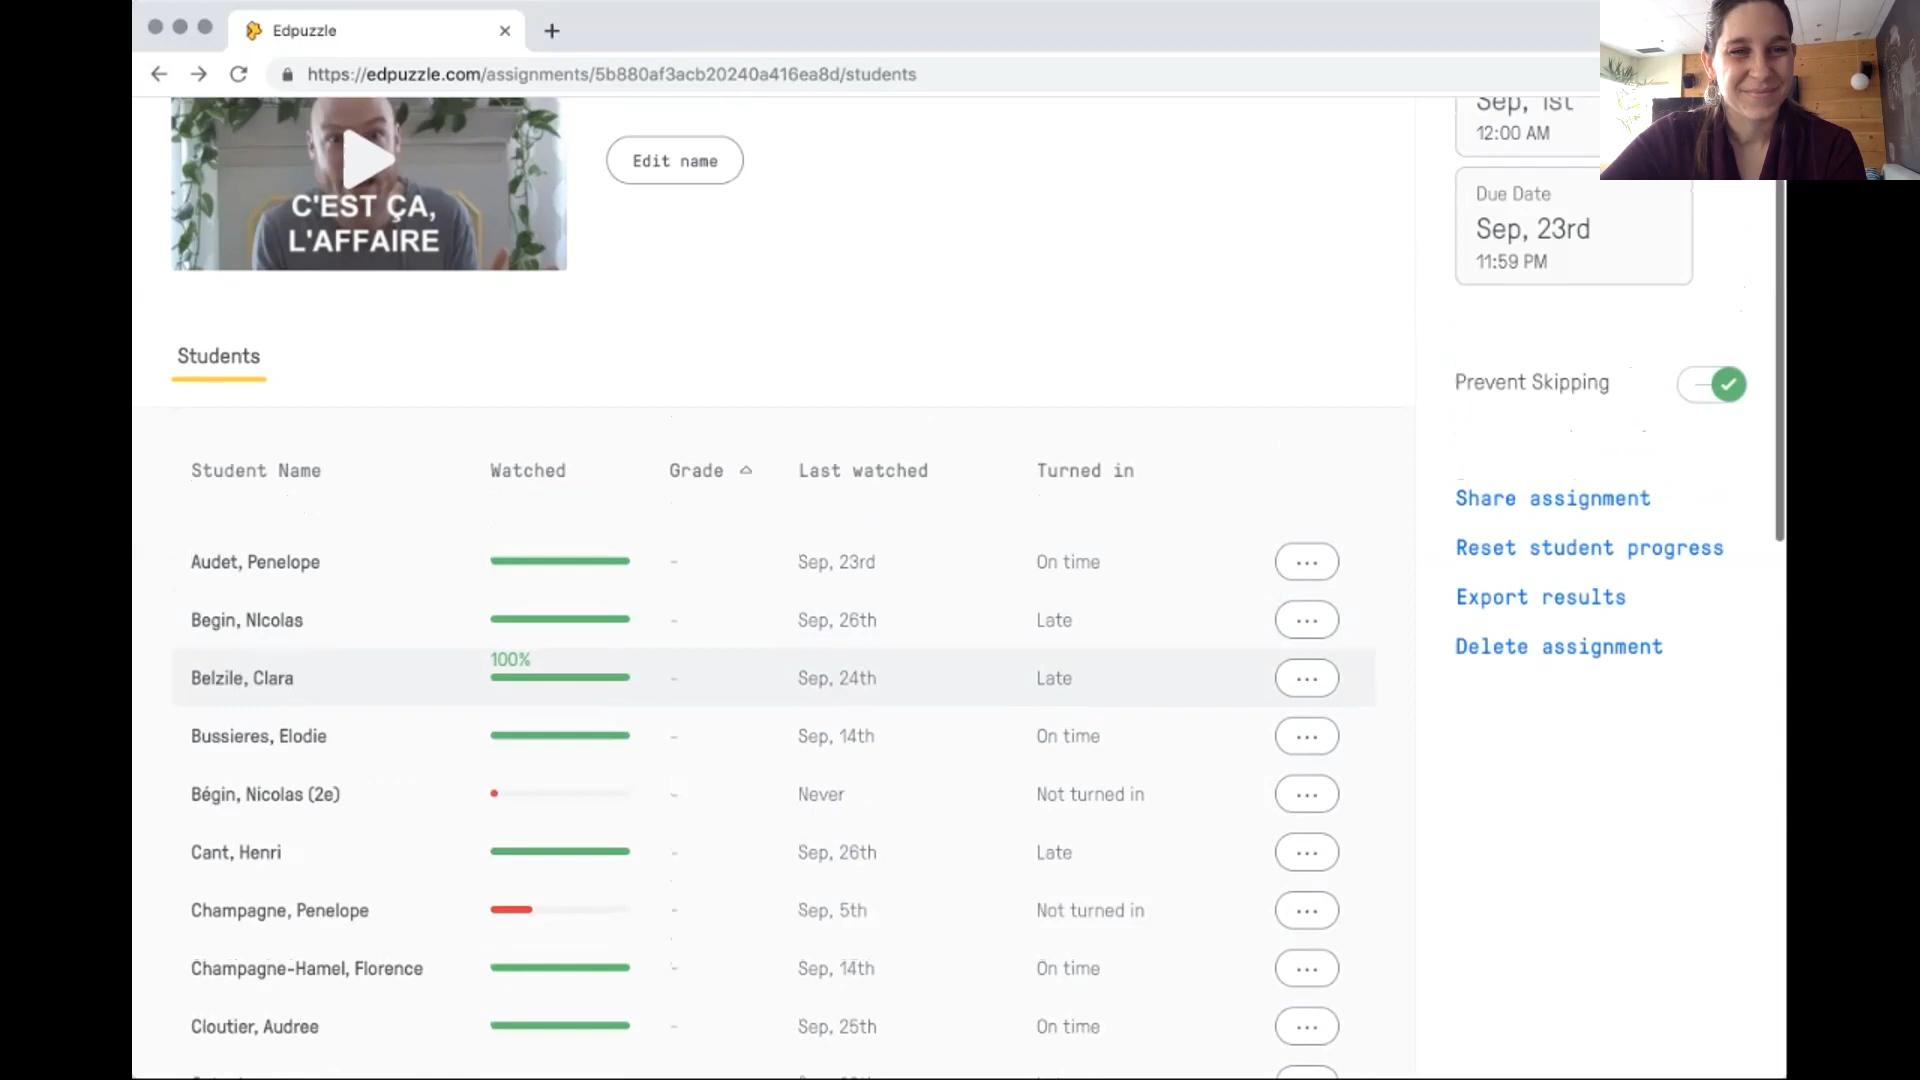 Edpuzzle
https://edpuzzle.com/assignments/5b880af3acb20240a416ea8d/students
C'EST ÇA,
L'AFFAIRE
Edit name
Sep, 1st
12:00 AM
Due Date
Sep, 23rd
11:59 PM
Students
Prevent Skipping
Student Name Watched Grade Last watched Turned in
Share assignment
Reset student progress
Export results
Delete assignment
Audet, Penelope - Sep, 23rd On time ...
Begin, NIcolas - Sep, 26th Late ...
100%
Belzile, Clara - Sep, 24th Late ...
Bussieres, Elodie - Sep, 14th On time ...
Bégin, Nicolas (2e) - Never Not turned in ...
Cant, Henri - Sep, 26th Late ...
Champagne, Penelope - Sep, 5th Not turned in ...
Champagne-Hamel, Florence - Sep, 14th On time ...
Cloutier, Audree - Sep, 25th On time ...